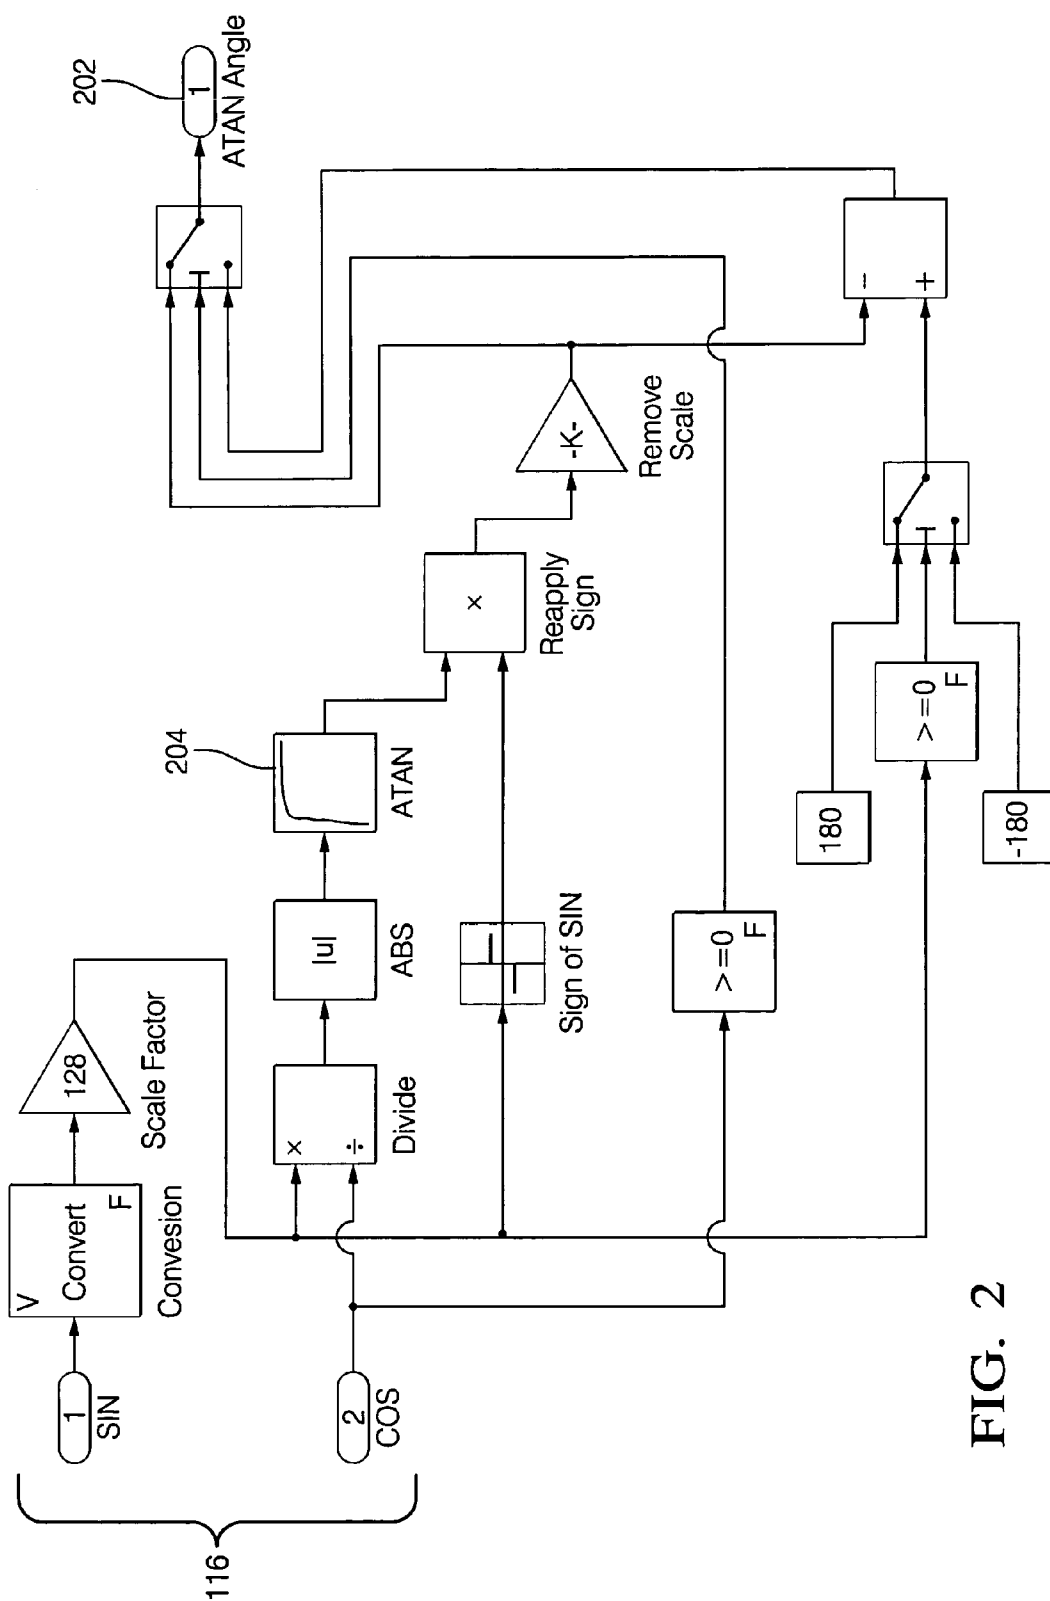 116
1
SIN
V
Convert
F
Convesion
128
Scale Factor
2
COS
×
÷
Divide
|u|
ABS
204
ATAN
Sign of SIN
×
Reapply
Sign
-K-
Remove
Scale
>=0
F
180
-180
>=0
F
−
+
202
1
ATAN Angle
FIG. 2